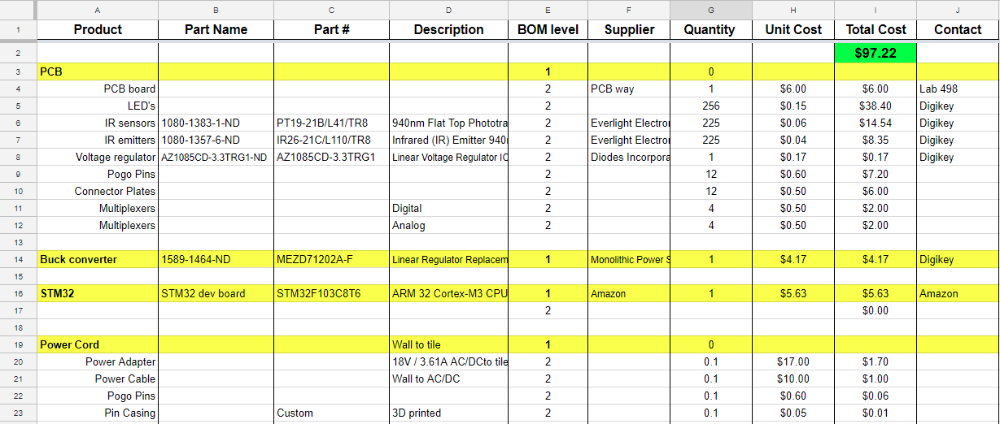 A B C D E F G H I J
1 Product Part Name Part # Description BOM level Supplier Quantity Unit Cost Total Cost Contact
2 $97.22
3 PCB 1 0
4 PCB board 2 PCB way 1 $6.00 $6.00 Lab 498
5 LED's 2 256 $0.15 $38.40 Digikey
6 IR sensors 1080-1383-1-ND PT19-21B/L41/TR8 940nm Flat Top Phototra 2 Everlight Electror 225 $0.06 $14.54 Digikey
7 IR emitters 1080-1357-6-ND IR26-21C/L110/TR8 Infrared (IR) Emitter 940 2 Everlight Electror 225 $0.04 $8.35 Digikey
8 Voltage regulator AZ1085CD-3.3TRG1-ND AZ1085CD-3.3TRG1 Linear Voltage Regulator IC 2 Diodes Incorpora 1 $0.17 $0.17 Digikey
9 Pogo Pins 2 12 $0.60 $7.20
10 Connector Plates 2 12 $0.50 $6.00
11 Multiplexers Digital 2 4 $0.50 $2.00
12 Multiplexers Analog 2 4 $0.50 $2.00
13
14 Buck converter 1589-1464-ND MEZD71202A-F Linear Regulator Replacem 1 Monolithic Power S 1 $4.17 $4.17 Digikey
15
16 STM32 STM32 dev board STM32F103C8T6 ARM 32 Cortex-M3 CPU 1 Amazon 1 $5.63 $5.63 Amazon
17 2 $0.00
18
19 Power Cord Wall to tile 1 0
20 Power Adapter 18V / 3.61A AC/DCto tile 2 0.1 $17.00 $1.70
21 Power Cable Wall to AC/DC 2 0.1 $10.00 $1.00
22 Pogo Pins 2 0.1 $0.60 $0.06
23 Pin Casing Custom 3D printed 2 0.1 $0.05 $0.01